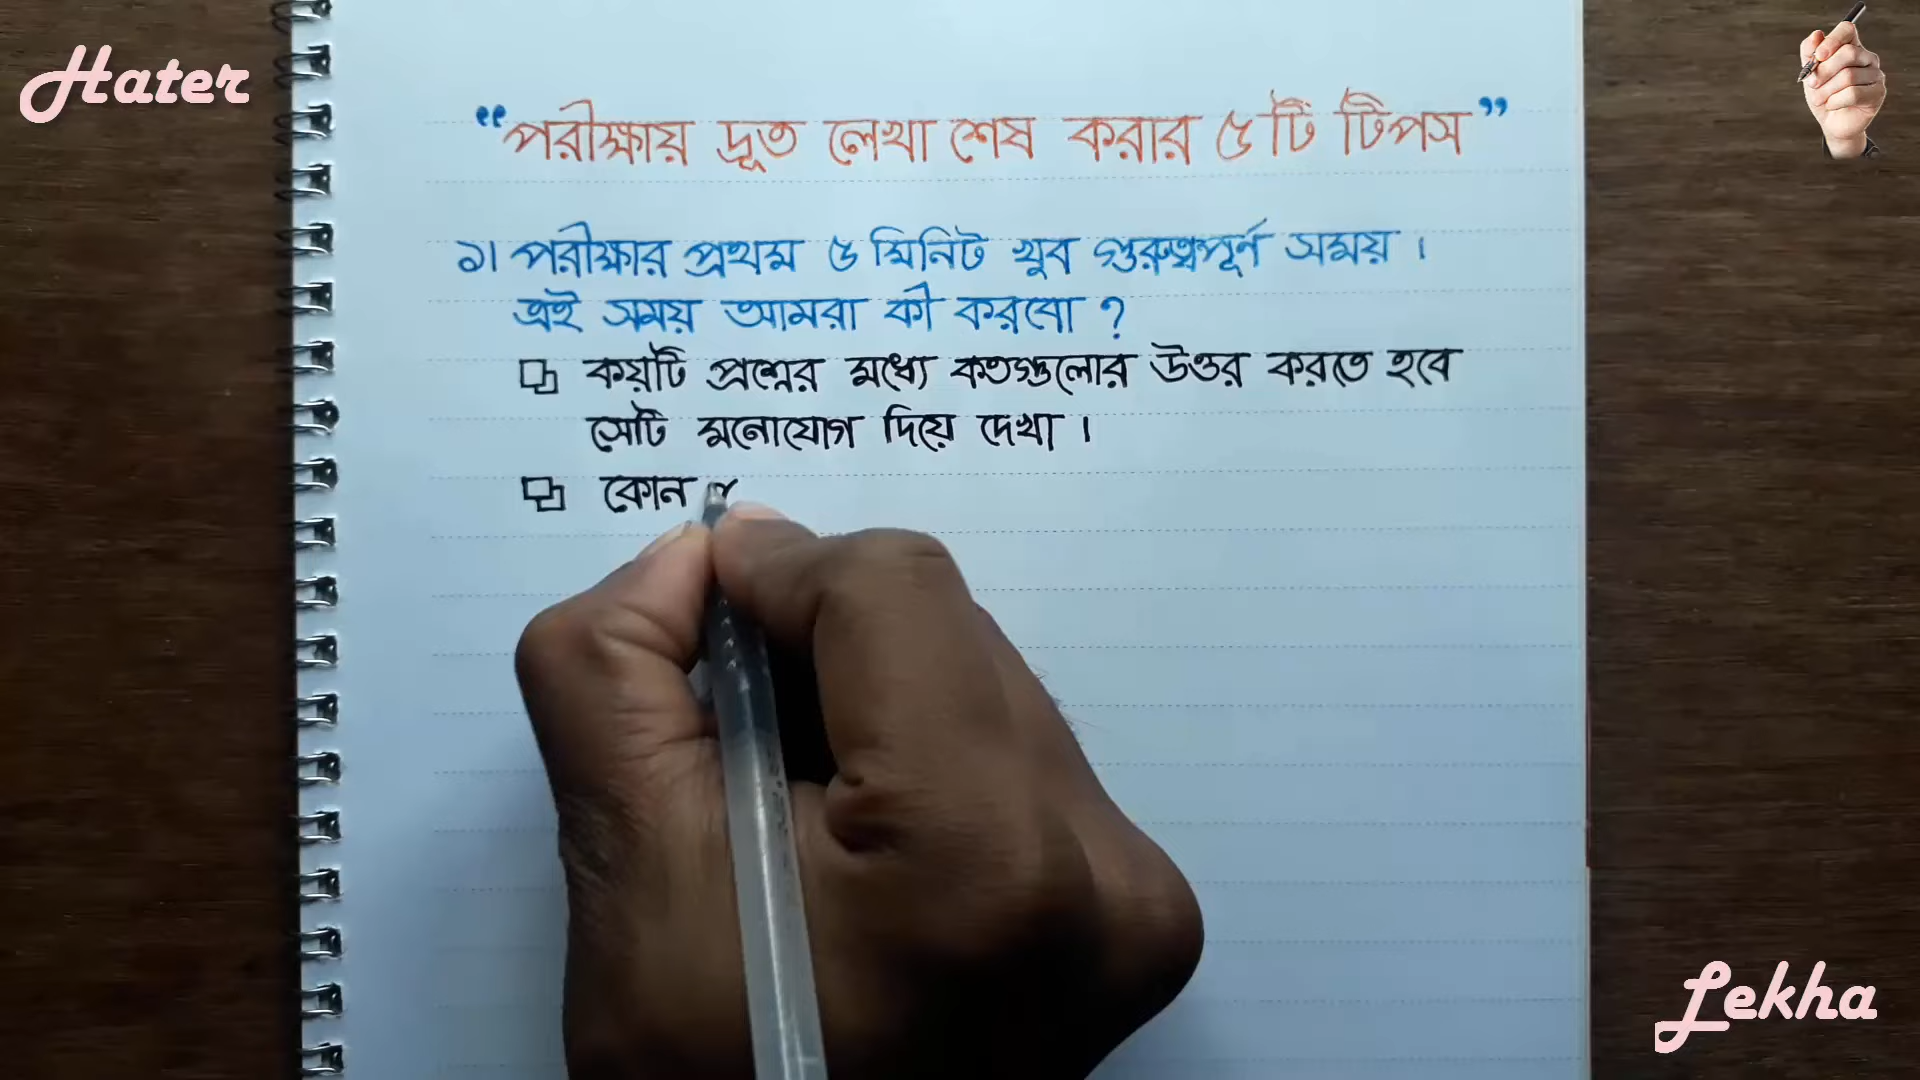 Hater
“পরীক্ষায় দ্রূত লেখা শেষ করার ৫ টি টিপস”
১। পরীক্ষার প্রথম ৫ মিনিট খুব গুরুত্বপূর্ন সময় ।
এই সময় আমরা কী করবো ?
কয়টি প্রশ্নের মধ্যে কতগুলোর উত্তর করতে হবে
সেটি মনোযোগ দিয়ে দেখা ।
কোন
Lekha